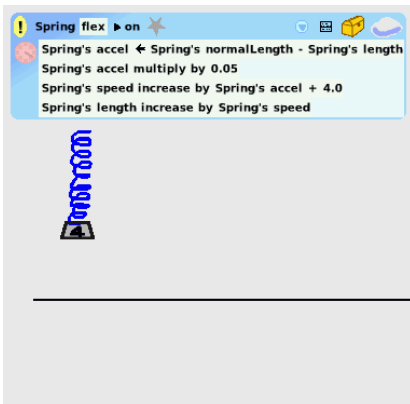 ! Spring flex on
Spring's accel ← Spring's normalLength - Spring's length
Spring's accel multiply by 0.05
Spring's speed increase by Spring's accel + 4.0
Spring's length increase by Spring's speed
4